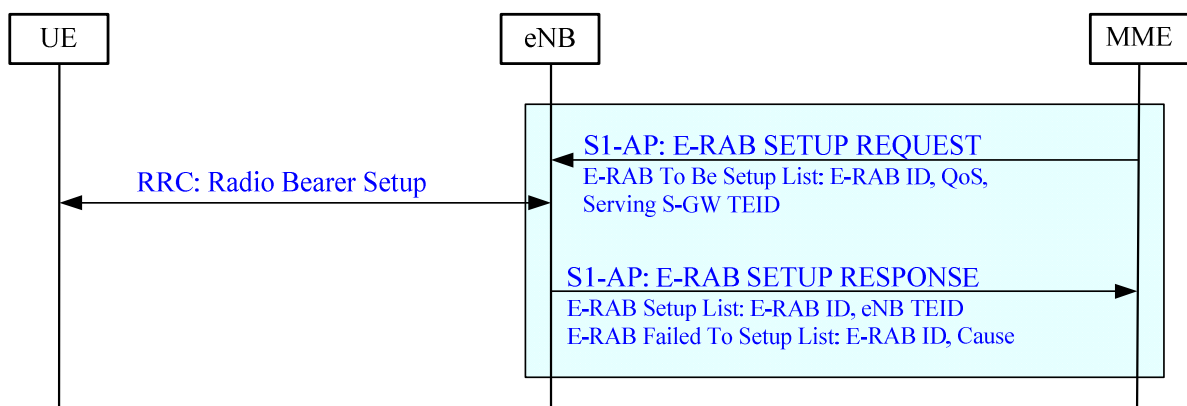 UE
eNB
MME
S1-AP: E-RAB SETUP REQUEST
E-RAB To Be Setup List: E-RAB ID, QoS,
Serving S-GW TEID
RRC: Radio Bearer Setup
S1-AP: E-RAB SETUP RESPONSE
E-RAB Setup List: E-RAB ID, eNB TEID
E-RAB Failed To Setup List: E-RAB ID, Cause